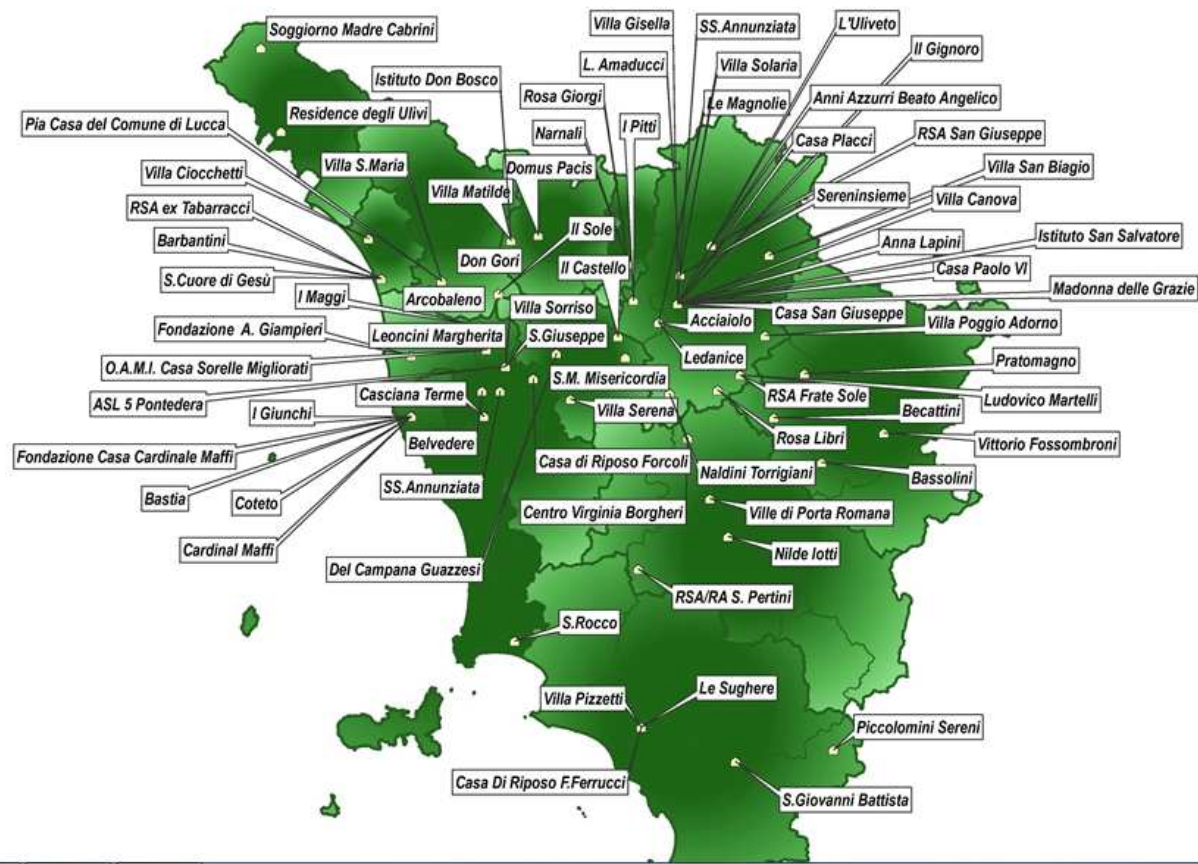 Soggiorno Madre Cabrini
Villa Gisella
SS.Annunziata
L'Uliveto
Il Gignoro
Istituto Don Bosco
L. Amaducci
Villa Solaria
Rosa Giorgi
Le Magnolie
Anni Azzurri Beato Angelico
Residence degli Ulivi
Pia Casa del Comune di Lucca
Narnali
I Pitti
Casa Placci
RSA San Giuseppe
Villa S.Maria
Domus Pacis
Villa San Biagio
Villa Ciocchetti
Villa Matilde
Sereninsieme
Villa Canova
RSA ex Tabarracci
Il Sole
Barbantini
Don Gori
Anna Lapini
Istituto San Salvatore
Il Castello
Casa Paolo VI
S.Cuore di Gesù
Arcobaleno
Madonna delle Grazie
I Maggi
Villa Sorriso
Acciaiolo
Casa San Giuseppe
Fondazione A. Giampieri
Leoncini Margherita
S.Giuseppe
Villa Poggio Adorno
Ledanice
Pratomagno
O.A.M.I. Casa Sorelle Migliorati
S.M. Misericordia
RSA Frate Sole
Ludovico Martelli
ASL 5 Pontedera
Casciana Terme
Villa Serena
I Giunchi
Becattini
Rosa Libri
Vittorio Fossombroni
Belvedere
Fondazione Casa Cardinale Maffi
Casa di Riposo Forcoli
Naldini Torrigiani
Bassolini
SS.Annunziata
Bastia
Coteto
Centro Virginia Borgheri
Ville di Porta Romana
Cardinal Maffi
Nilde Iotti
Del Campana Guazzesi
RSA/RA S. Pertini
S.Rocco
Le Sughere
Villa Pizzetti
Piccolomini Sereni
Casa Di Riposo F.Ferrucci
S.Giovanni Battista